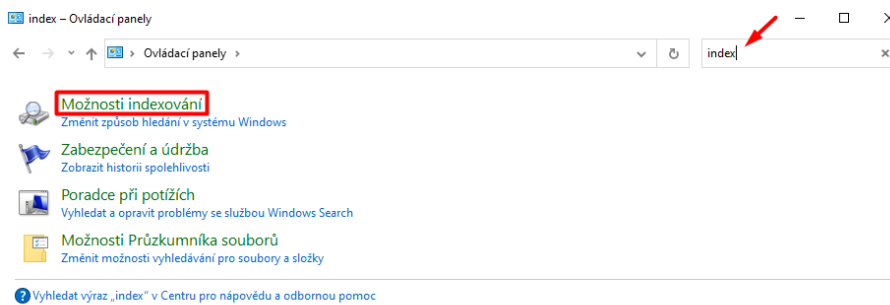 index – Ovládací panely
Ovládací panely
index
Možnosti indexování
Změnit způsob hledání v systému Windows
Zabezpečení a údržba
Zobrazit historii spolehlivosti
Poradce při potížích
Vyhledat a opravit problémy se službou Windows Search
Možnosti Průzkumníka souborů
Změnit možnosti vyhledávání pro soubory a složky
Vyhledat výraz „index“ v Centru pro nápovědu a odbornou pomoc